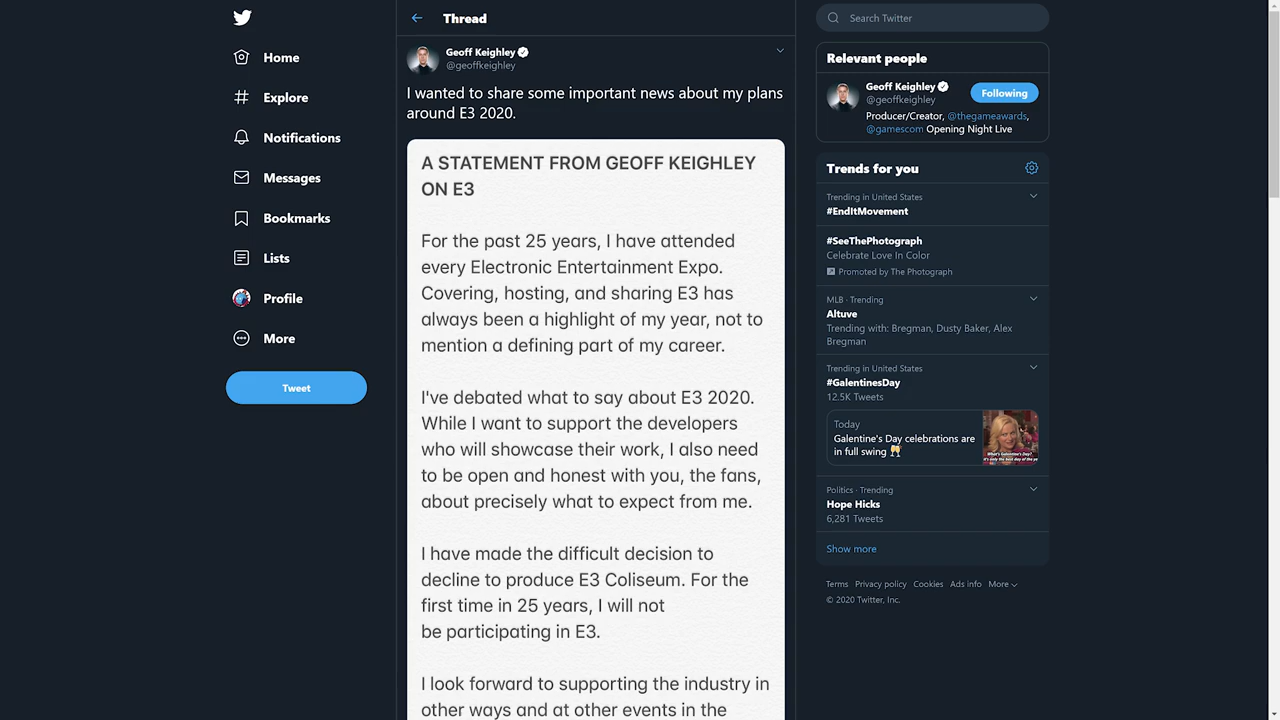 Home
Explore
Notifications
Messages
Bookmarks
Lists
Profile
More
Tweet
Thread
Geoff Keighley
@geoffkeighley
I wanted to share some important news about my plans
around E3 2020.
A STATEMENT FROM GEOFF KEIGHLEY
ON E3
For the past 25 years, I have attended
every Electronic Entertainment Expo.
Covering, hosting, and sharing E3 has
always been a highlight of my year, not to
mention a defining part of my career.
I've debated what to say about E3 2020.
While I want to support the developers
who will showcase their work, I also need
to be open and honest with you, the fans,
about precisely what to expect from me.
I have made the difficult decision to
decline to produce E3 Coliseum. For the
first time in 25 years, I will not
be participating in E3.
I look forward to supporting the industry in
other ways and at other events in the
Search Twitter
Relevant people
Geoff Keighley
@geoffkeighley
Following
Producer/Creator, @thegameawards,
@gamescom Opening Night Live
Trends for you
Trending in United States
#EndItMovement
#SeeThePhotograph
Celebrate Love In Color
Promoted by The Photograph
MLB · Trending
Altuve
Trending with: Bregman, Dusty Baker, Alex
Bregman
Trending in United States
#GalentinesDay
12.5K Tweets
Today
Galentine's Day celebrations are
in full swing 🥂
What's Galentine's Day?
It's only the best day of the ye
Politics · Trending
Hope Hicks
6,281 Tweets
Show more
Terms Privacy policy Cookies Ads info More
© 2020 Twitter, Inc.